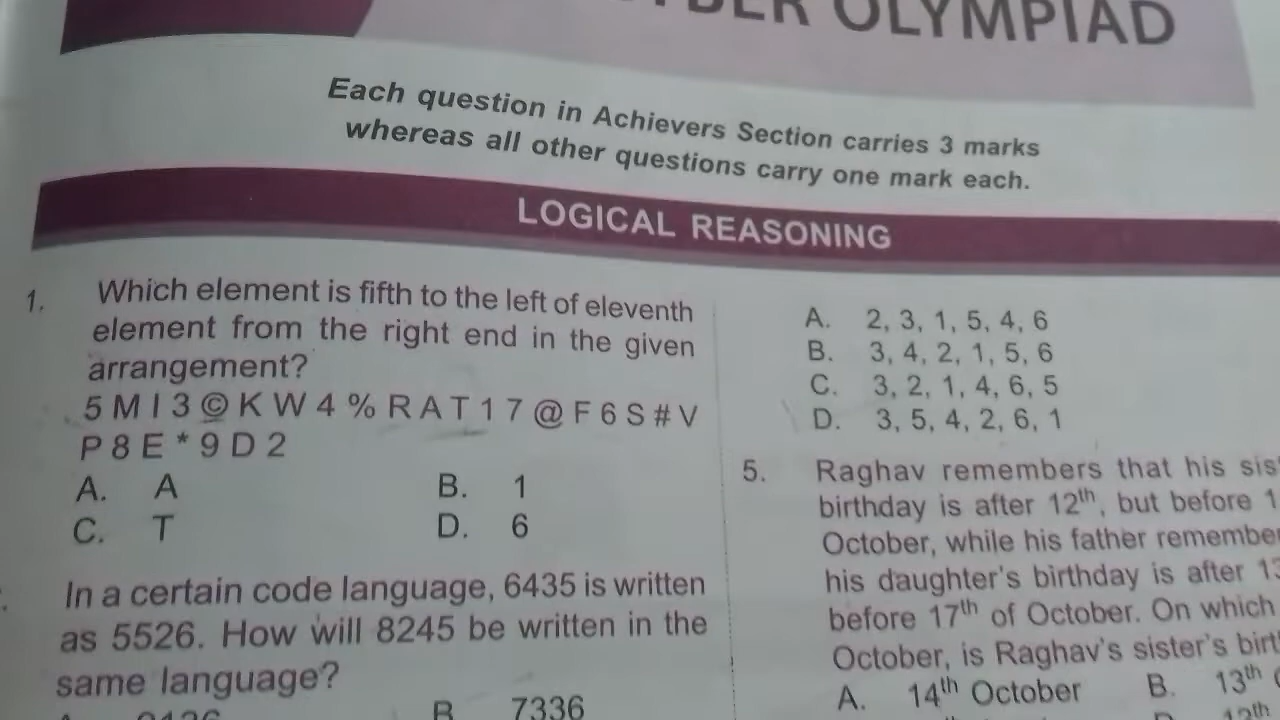 OLYMPIAD
Each question in Achievers Section carries 3 marks
whereas all other questions carry one mark each.
LOGICAL REASONING
1. Which element is fifth to the left of eleventh
element from the right end in the given
arrangement?
5 M I 3 © K W 4 % R A T 1 7 @ F 6 S # V
P 8 E * 9 D 2
A. A B. 1
C. T D. 6
In a certain code language, 6435 is written
as 5526. How will 8245 be written in the
same language?
B 7336
A. 2, 3, 1, 5, 4, 6
B. 3, 4, 2, 1, 5, 6
C. 3, 2, 1, 4, 6, 5
D. 3, 5, 4, 2, 6, 1
5. Raghav remembers that his
birthday is after 12th, but before
October, while his father
his daughter's birthday is after
before 17th of October. On which
October, is Raghav's sister's
A. 14th October B. 13th